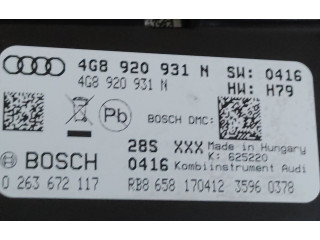 4G8 920 931 N SW: 0416
4G8 920 931 N HW: H79
Pb
BOSCH DMC:
28S XXX Made in Hungary
K: 625220
BOSCH 0416 Kombiinstrument Audi
0 263 672 117 RB8 658 170412 3596 0378